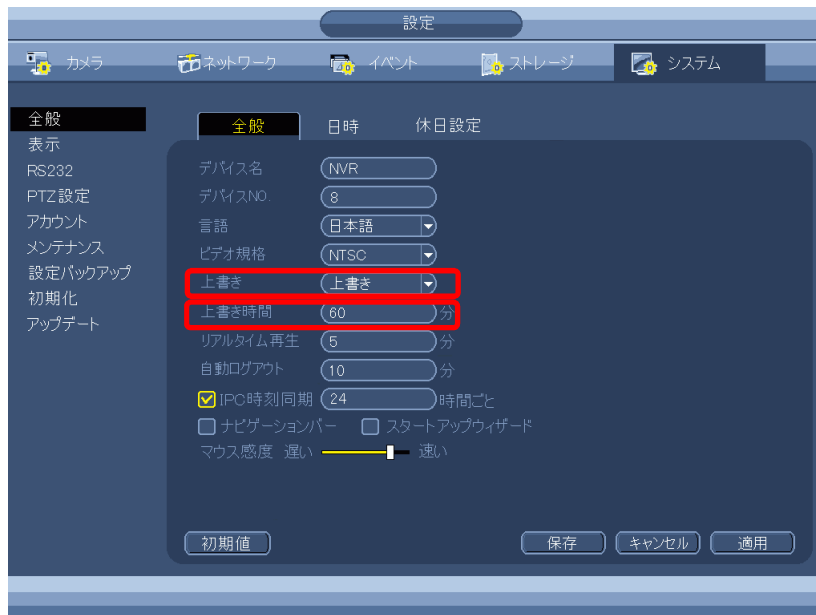 設定
カメラ ネットワーク イベント ストレージ システム
全般
表示
RS232
PTZ設定
アカウント
メンテナンス
設定バックアップ
初期化
アップデート
全般 日時 休日設定
デバイス名 NVR
デバイスNO. 8
言語 日本語
ビデオ規格 NTSC
上書き 上書き
上書き時間 60 分
リアルタイム再生 5 分
自動ログアウト 10 分
IPC時刻同期 24 時間ごと
ナビゲーションバー スタートアップウィザード
マウス感度 遅い 速い
初期値 保存 キャンセル 適用